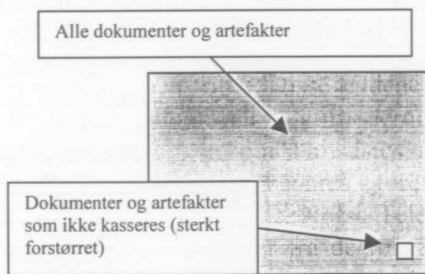 Alle dokumenter og artefakter
Dokumenter og artefakter
som ikke kasseres (sterkt
forstørret)